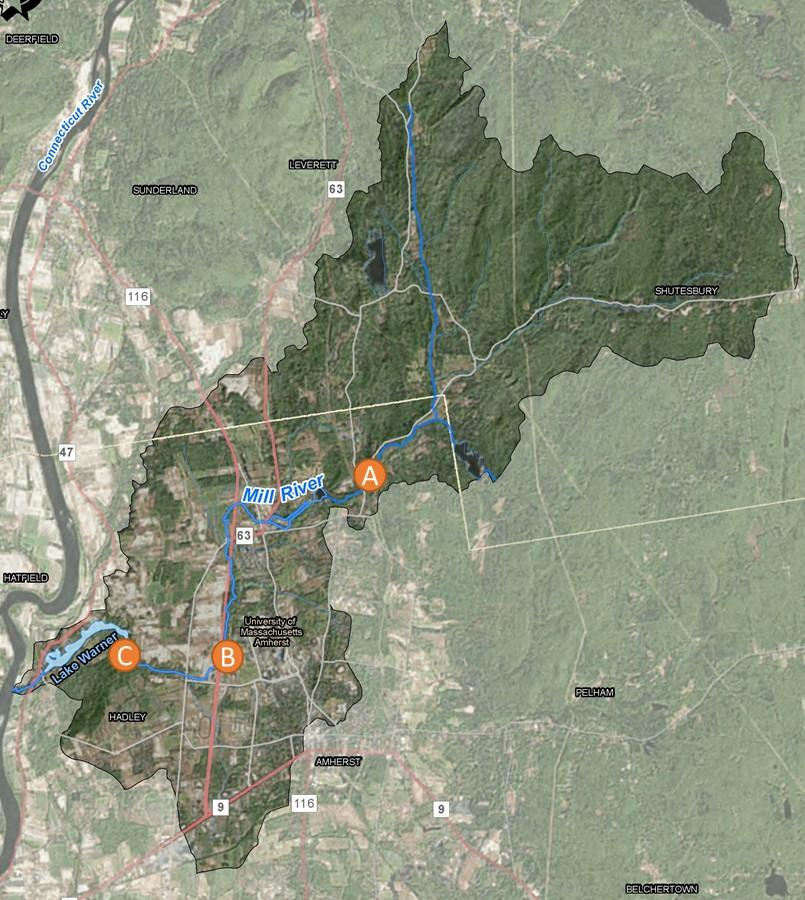 DEERFIELD
Connecticut River
LEVERETT
63
SUNDERLAND
116
SHUTESBURY
47
A
Mill River
63
HATFIELD
University of
Massachusetts
Amherst
Lake Warner
C
B
PELHAM
HADLEY
AMHERST
9
116
9
BELCHERTOWN